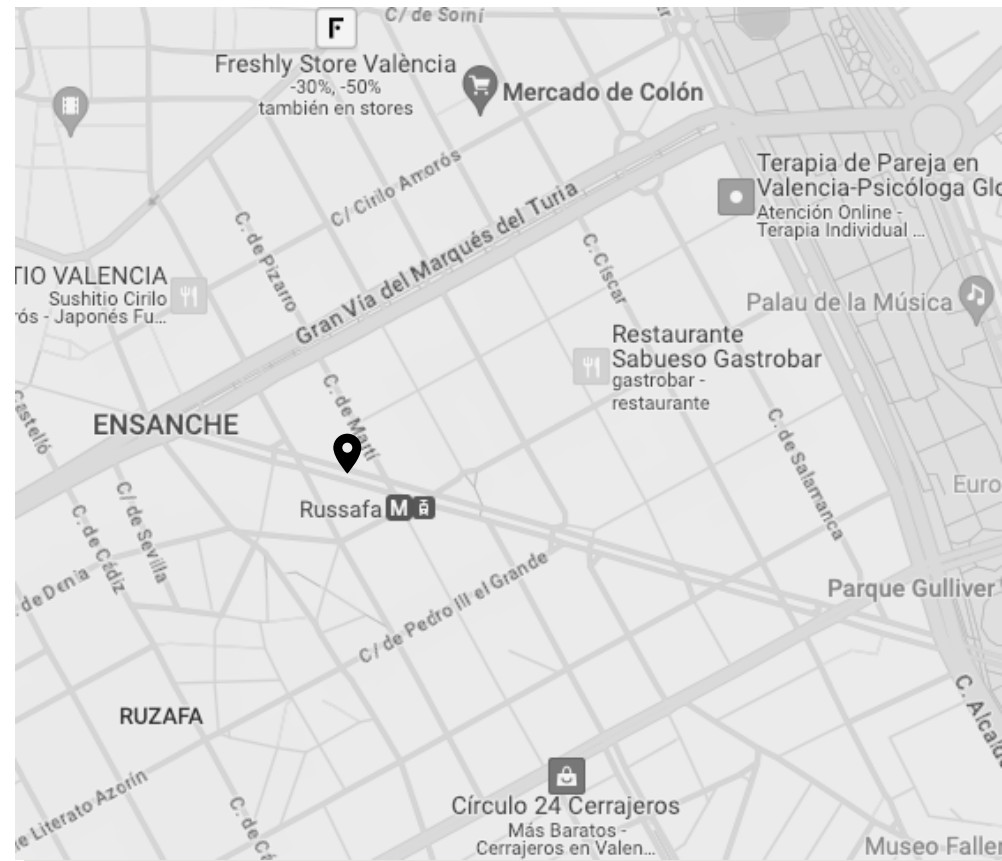 C/ de Sorní
F
Freshly Store València
-30%, -50%
también en stores
Mercado de Colón
C/ Cirilo Amorós
Terapia de Pareja en
Valencia-Psicóloga Glo
Atención Online -
Terapia Individual ...
C. de Pizarro
Gran Vía del Marqués del Turia
C. Císcar
TIO VALENCIA
Sushitio Cirilo
rós - Japonés Fu...
Palau de la Música
Restaurante
Sabueso Gastrobar
gastrobar -
restaurante
C. de Martí
Castelló
ENSANCHE
C. de Salamanca
Euro
Russafa M
C/ de Sevilla
C. de Cádiz
de Denia
C/ de Pedro III el Grande
Parque Gulliver
RUZAFA
C. Alcalde
Literato Azorín
C. de Cá
Círculo 24 Cerrajeros
Más Baratos -
Cerrajeros en Valen...
Museo Faller